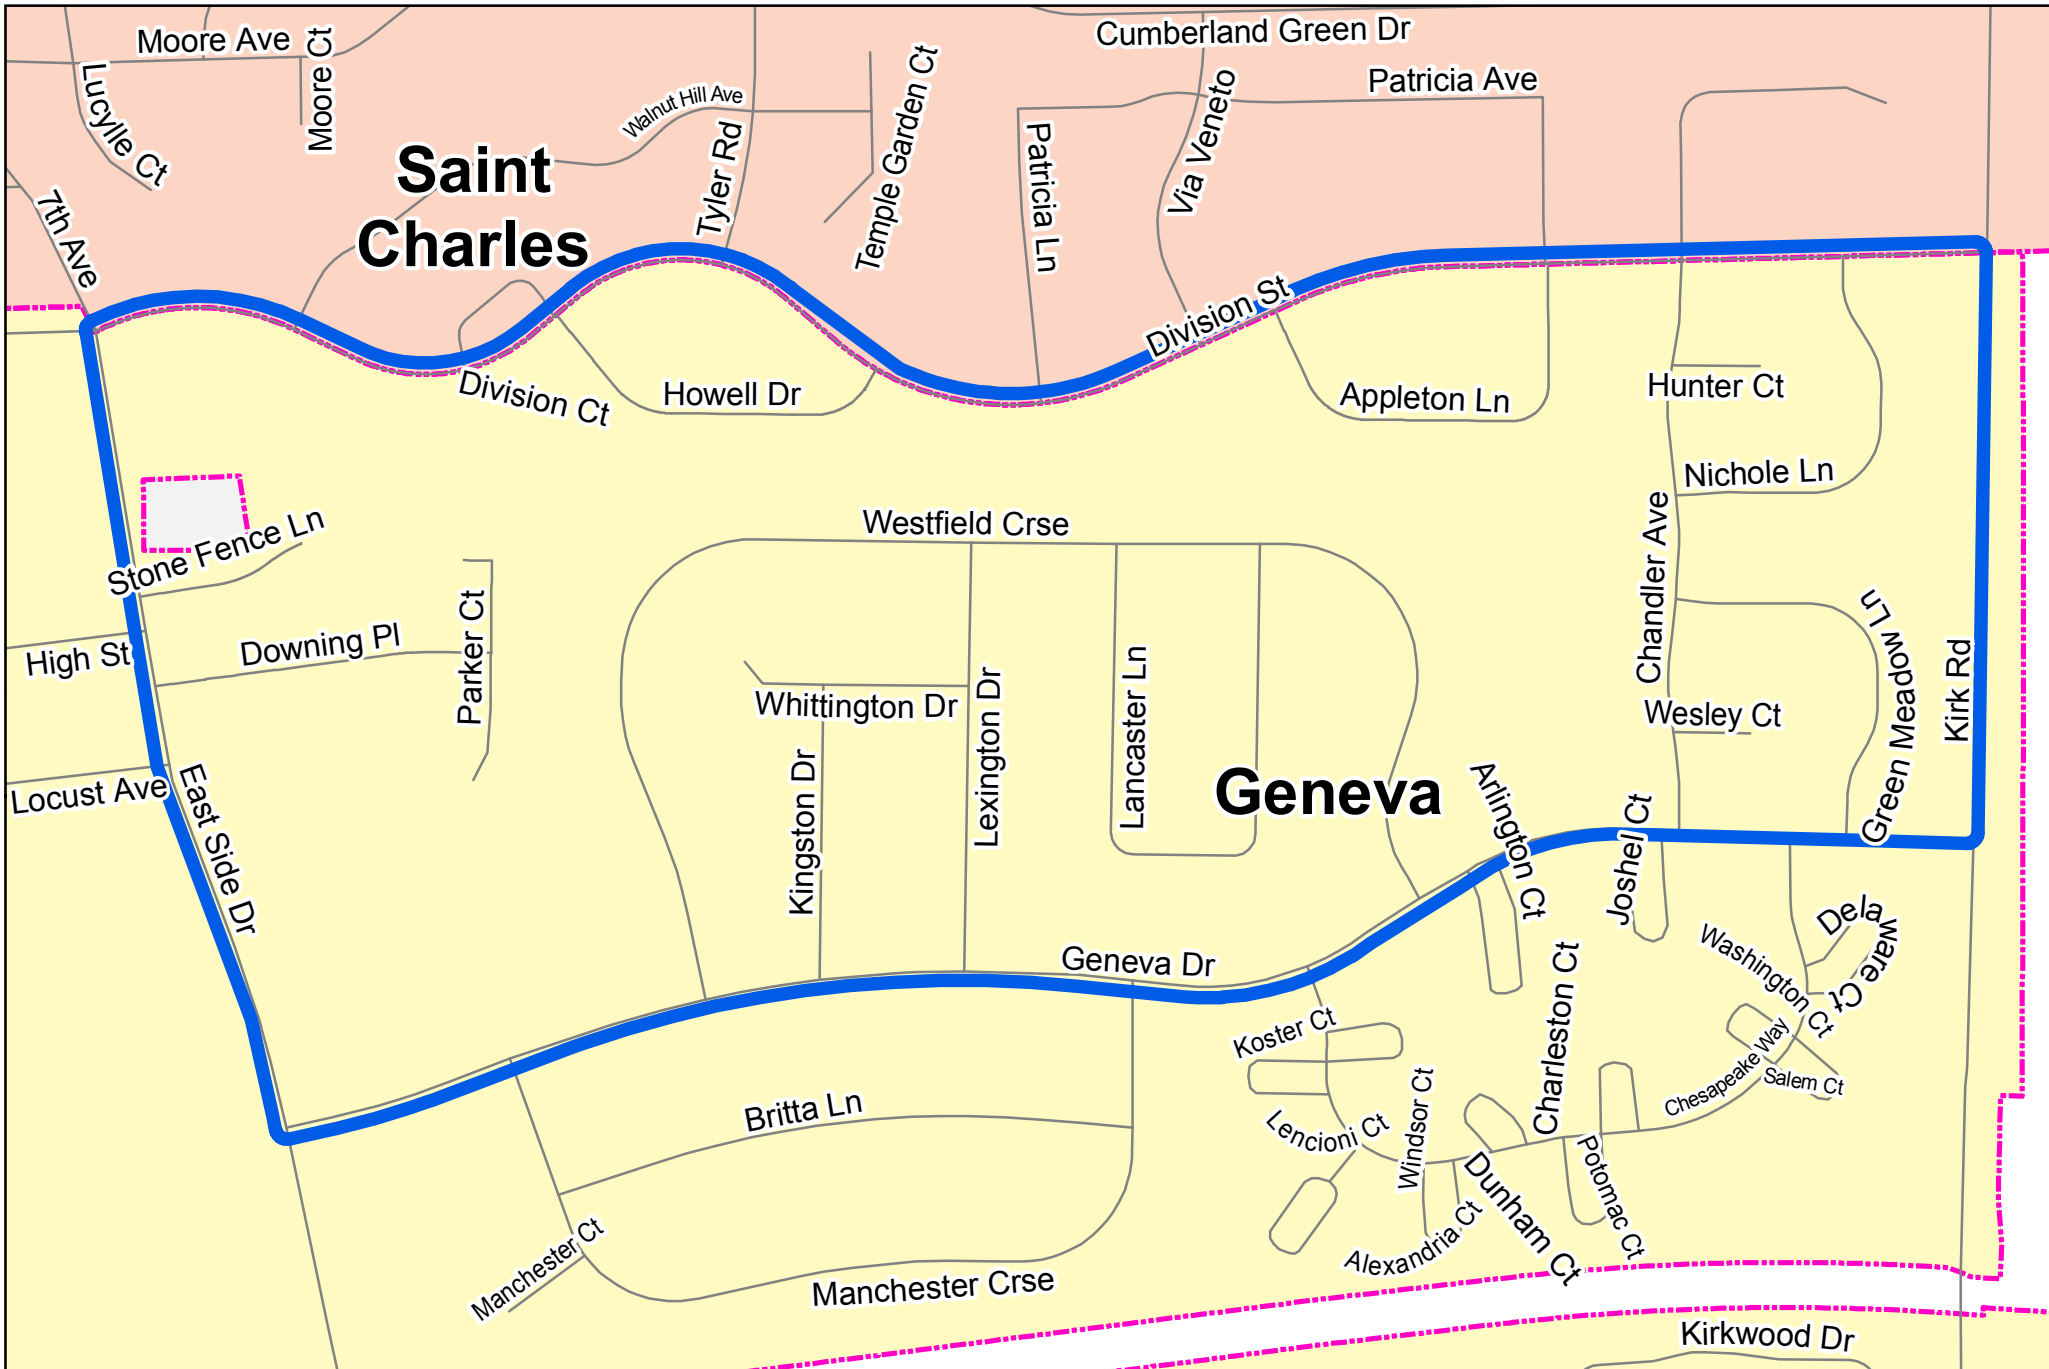 Moore Ave
Moore Ct
Lucylle Ct
Cumberland Green Dr
Patricia Ave
Walnut Hill Ave
Tyler Rd
Temple Garden Ct
Via Veneto
Patricia Ln
Saint
Charles
7th Ave
Division St
Division Ct
Howell Dr
Appleton Ln
Hunter Ct
Nichole Ln
Westfield Crse
Stone Fence Ln
Chandler Ave
High St
Downing Pl
Parker Ct
Whittington Dr
Lexington Dr
Lancaster Ln
Green Meadow Ln
Kirk Rd
Wesley Ct
Locust Ave
East Side Dr
Kingston Dr
Geneva
Arlington Ct
Joshel Ct
Delaware Ct
Washington Ct
Geneva Dr
Charleston Ct
Koster Ct
Chesapeake Way
Salem Ct
Britta Ln
Lencioni Ct
Windsor Ct
Potomac Ct
Dunham Ct
Alexandria Ct
Manchester Ct
Manchester Crse
Kirkwood Dr